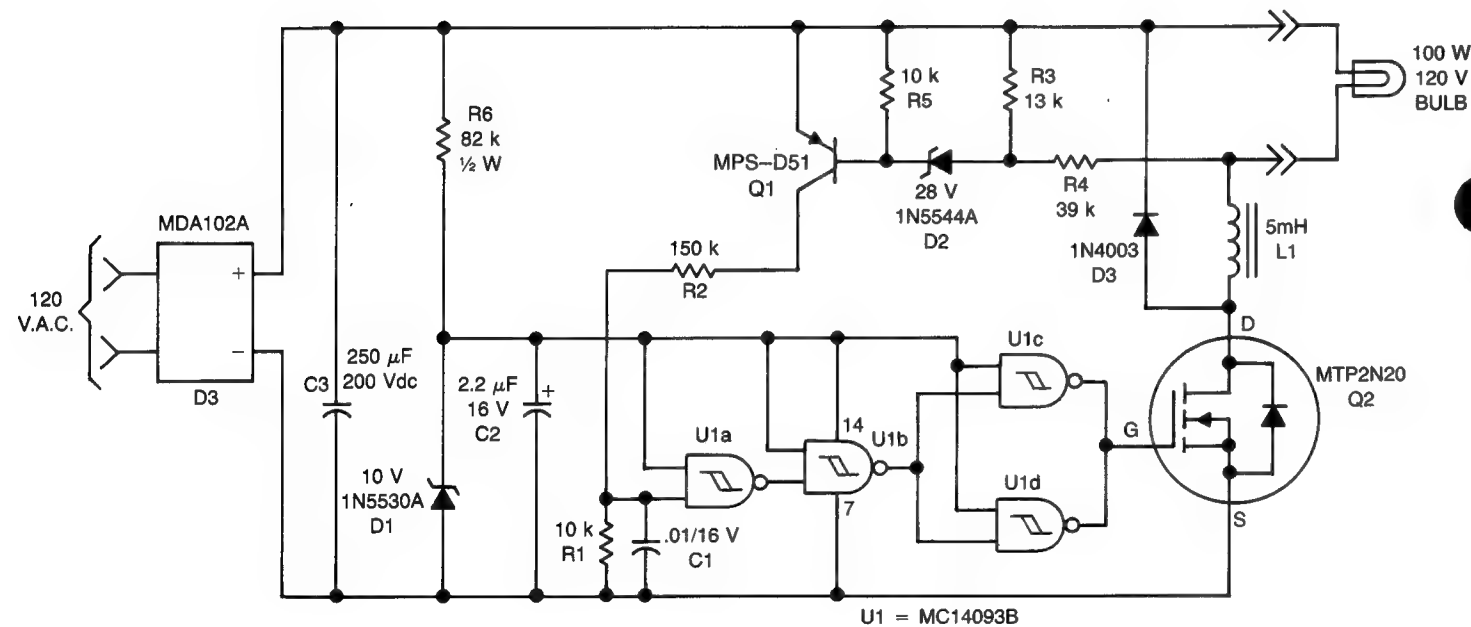 100 W
120 V
BULB
10 k
R5
R3
13 k
R6
82 k
½ W
MPS–D51
Q1
28 V
1N5544A
D2
R4
39 k
1N4003
D3
5mH
L1
MDA102A
+
−
D3
120
V.A.C.
150 k
R2
C3
250 μF
200 Vdc
2.2 μF
16 V
C2
+
10 V
1N5530A
D1
10 k
R1
.01/16 V
C1
U1a
14
U1b
7
U1c
U1d
D
G
S
MTP2N20
Q2
U1 = MC14093B